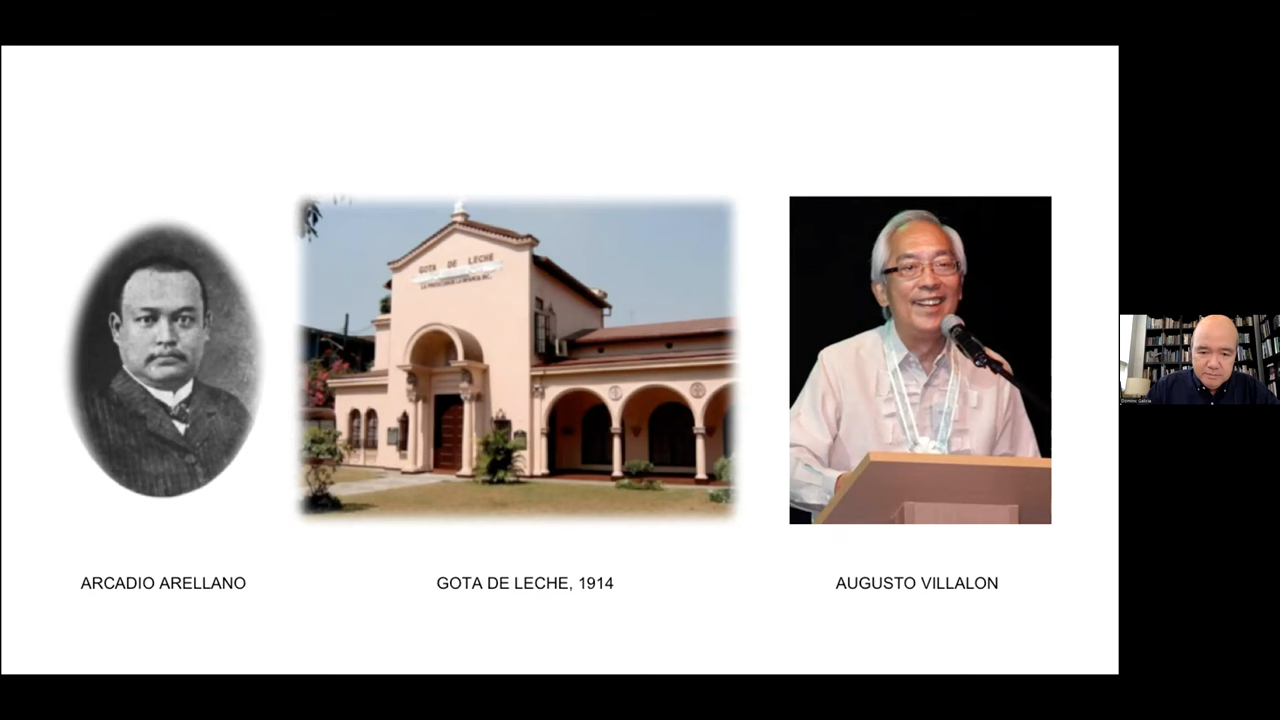 GOTA DE LECHE
ARCADIO ARELLANO
GOTA DE LECHE, 1914
AUGUSTO VILLALON